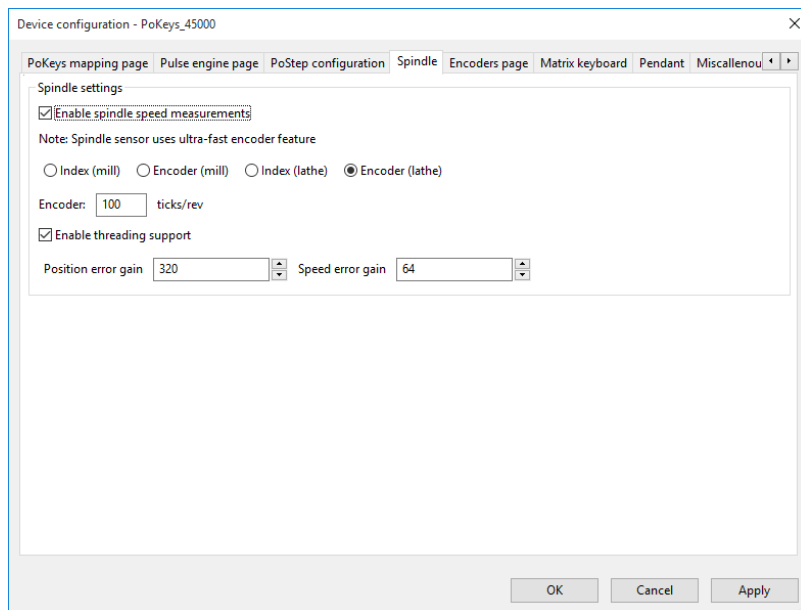 Device configuration - PoKeys_45000
PoKeys mapping page Pulse engine page PoStep configuration Spindle Encoders page Matrix keyboard Pendant Miscallenou
Spindle settings
Enable spindle speed measurements
Note: Spindle sensor uses ultra-fast encoder feature
Index (mill) Encoder (mill) Index (lathe) Encoder (lathe)
Encoder: 100 ticks/rev
Enable threading support
Position error gain 320 Speed error gain 64
OK Cancel Apply